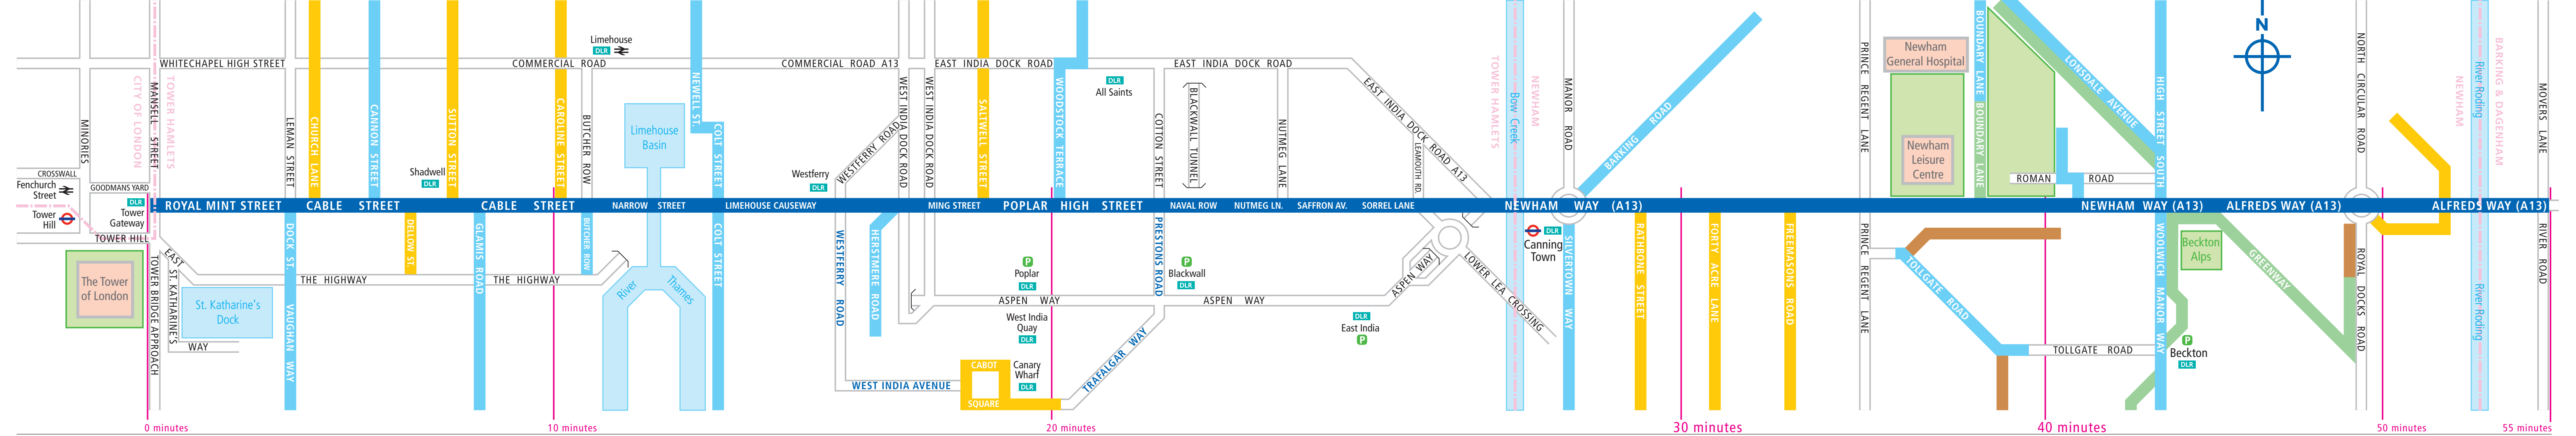 Limehouse
DLR
WHITECHAPEL HIGH STREET
COMMERCIAL ROAD
COMMERCIAL ROAD A13
EAST INDIA DOCK ROAD
EAST INDIA DOCK ROAD
EAST INDIA DOCK ROAD A13
MINORIES
CITY OF LONDON
MANSELL STREET
TOWER HAMLETS
LEMAN STREET
CHURCH LANE
CANNON STREET
Shadwell
DLR
SUTTON STREET
CAROLINE STREET
BUTCHER ROW
Limehouse
Basin
NEWELL ST.
COLT STREET
Westferry
DLR
WESTFERRY ROAD
WEST INDIA DOCK ROAD
WEST INDIA DOCK ROAD
SALTWELL STREET
WOODSTOCK TERRACE
DLR
All Saints
COTTON STREET
BLACKWALL TUNNEL
NUTMEG LANE
LEAMOUTH RD.
TOWER HAMLETS
Bow Creek
NEWHAM
MANOR ROAD
BARKING ROAD
PRINCE REGENT LANE
Newham
General Hospital
Newham
Leisure
Centre
BOUNDARY LANE
BOUNDARY LANE
LONSDALE AVENUE
ROMAN ROAD
HIGH STREET SOUTH
N
NORTH CIRCULAR ROAD
NEWHAM
River Roding
BARKING & DAGENHAM
MOVERS LANE
CROSSWALL
Fenchurch
Street
GOODMANS YARD
Tower
Hill
DLR
Tower
Gateway
TOWER HILL
ROYAL MINT STREET
CABLE STREET
CABLE STREET
NARROW STREET
LIMEHOUSE CAUSEWAY
MING STREET
POPLAR HIGH STREET
NAVAL ROW
NUTMEG LN.
SAFFRON AV.
SORREL LANE
NEWHAM WAY (A13)
NEWHAM WAY (A13)
ALFREDS WAY (A13)
ALFREDS WAY (A13)
The Tower
of London
TOWER BRIDGE APPROACH
EAST
ST. KATHARINE'S
WAY
St. Katharine's
Dock
DOCK ST.
VAUGHAN WAY
THE HIGHWAY
DELLOW ST.
GLAMIS ROAD
THE HIGHWAY
BUTCHER ROW
River Thames
COLT STREET
WESTFERRY ROAD
HERSTMERE ROAD
WEST INDIA AVENUE
CABOT
SQUARE
P
Poplar
DLR
ASPEN WAY
West India
Quay
DLR
Canary
Wharf
DLR
PRESTONS ROAD
TRAFALGAR WAY
P
Blackwall
DLR
ASPEN WAY
DLR
East India
P
ASPEN WAY
LOWER LEA CROSSING
DLR
Canning
Town
SILVERTOWN WAY
RATHBONE STREET
FORTY ACRE LANE
FREEMASONS ROAD
PRINCE REGENT LANE
TOLLGATE ROAD
TOLLGATE ROAD
WOOLWICH MANOR WAY
Beckton
Alps
P
Beckton
DLR
GREENWAY
ROYAL DOCKS ROAD
River Roding
RIVER ROAD
0 minutes
10 minutes
20 minutes
30 minutes
40 minutes
50 minutes
55 minutes